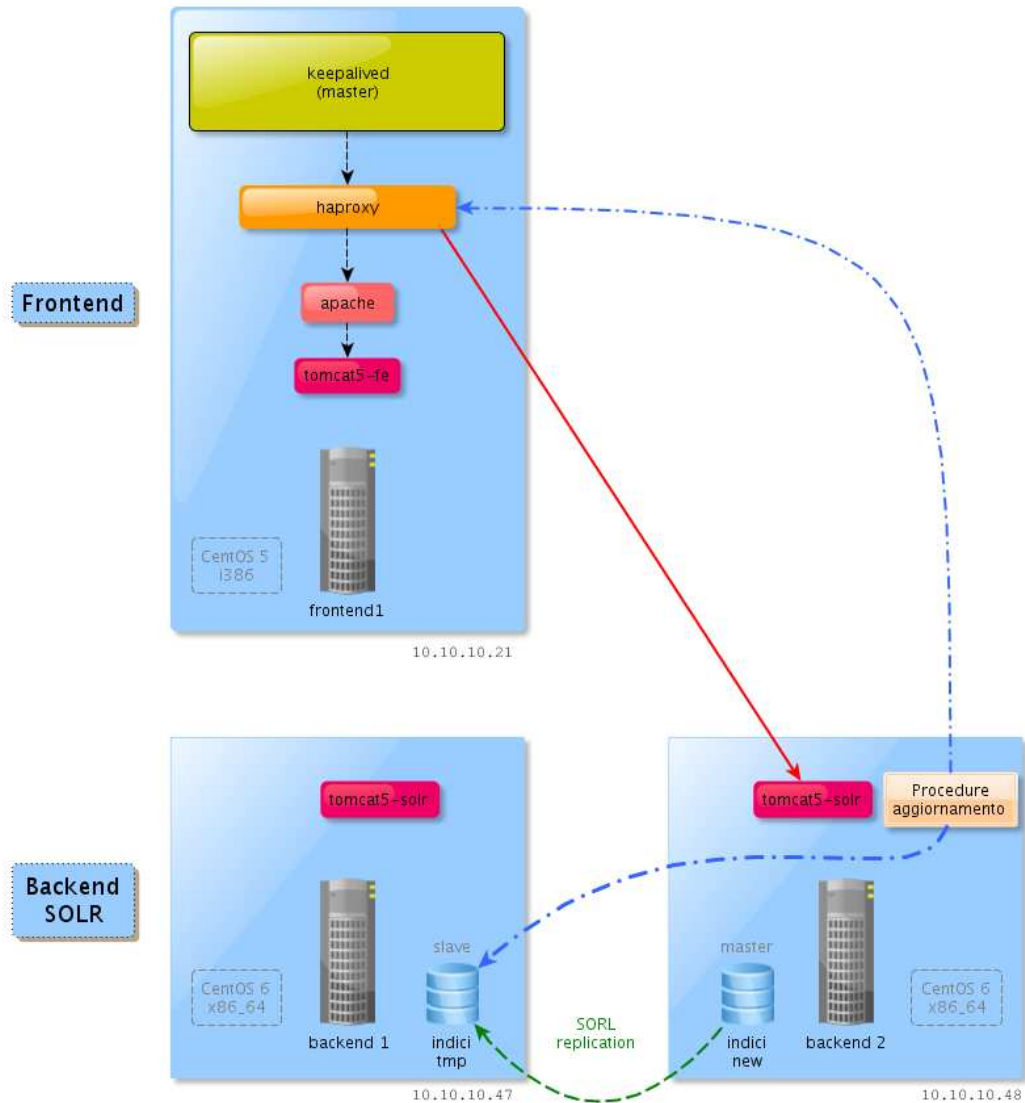 keepalived
(master)
haproxy
Frontend
apache
tomcat5-fe
CentOS 5
i386
frontend1
10.10.10.21
tomcat5-solr
tomcat5-solr
Procedure
aggiornamento
Backend
SOLR
slave
master
CentOS 6
x86_64
CentOS 6
x86_64
SORL
replication
backend 1
indici
tmp
indici
new
backend 2
10.10.10.47
10.10.10.48